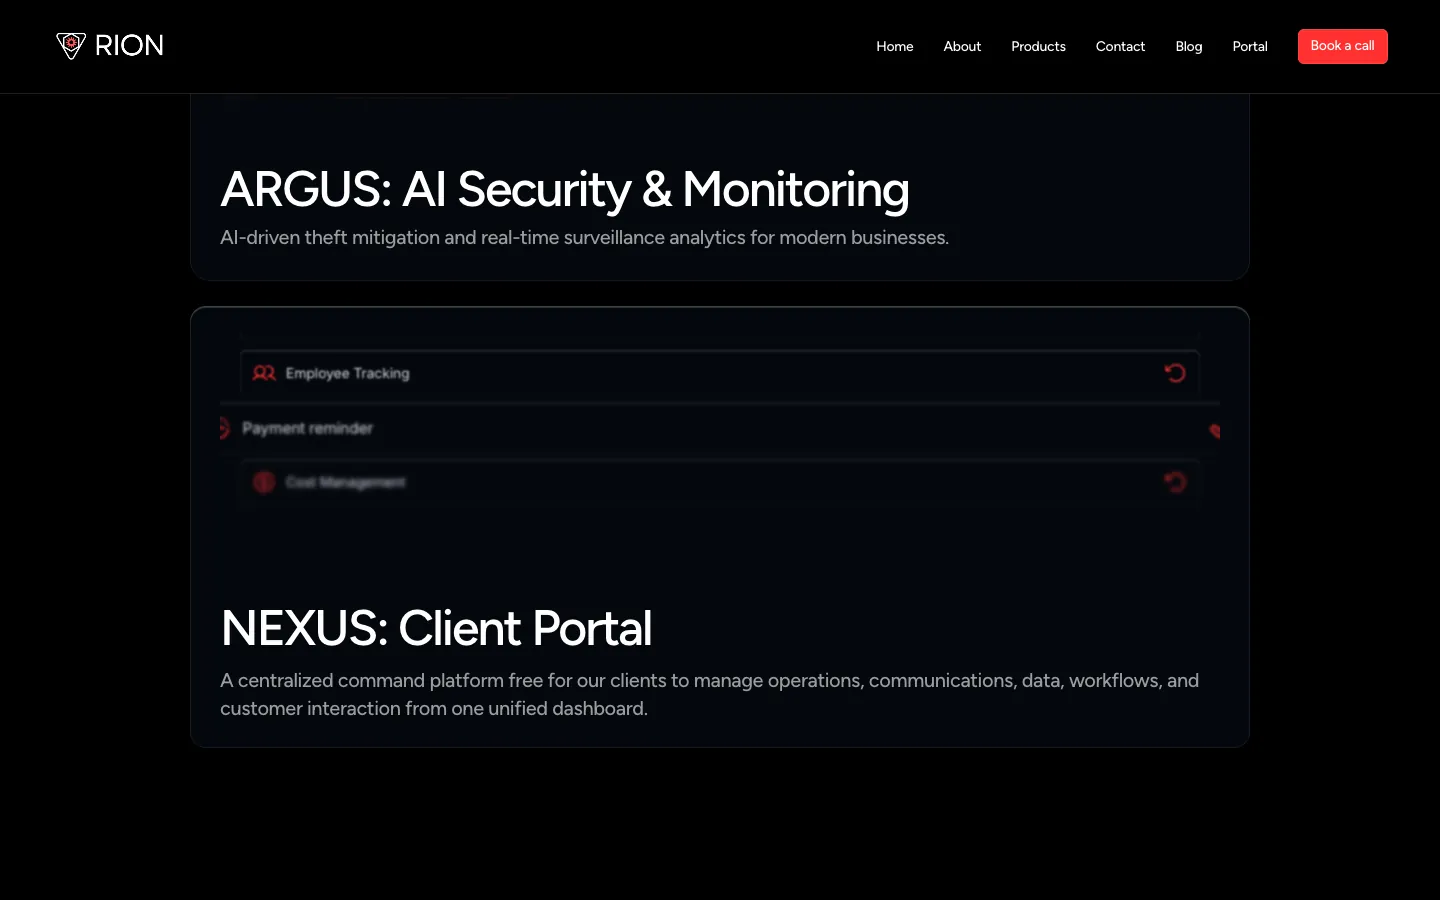 RION
Home
About
Products
Contact
Blog
Portal
Book a call
ARGUS: AI Security & Monitoring
AI-driven theft mitigation and real-time surveillance analytics for modern businesses.
Employee Tracking
Payment reminder
Cost Management
NEXUS: Client Portal
A centralized command platform free for our clients to manage operations, communications, data, workflows, and
customer interaction from one unified dashboard.